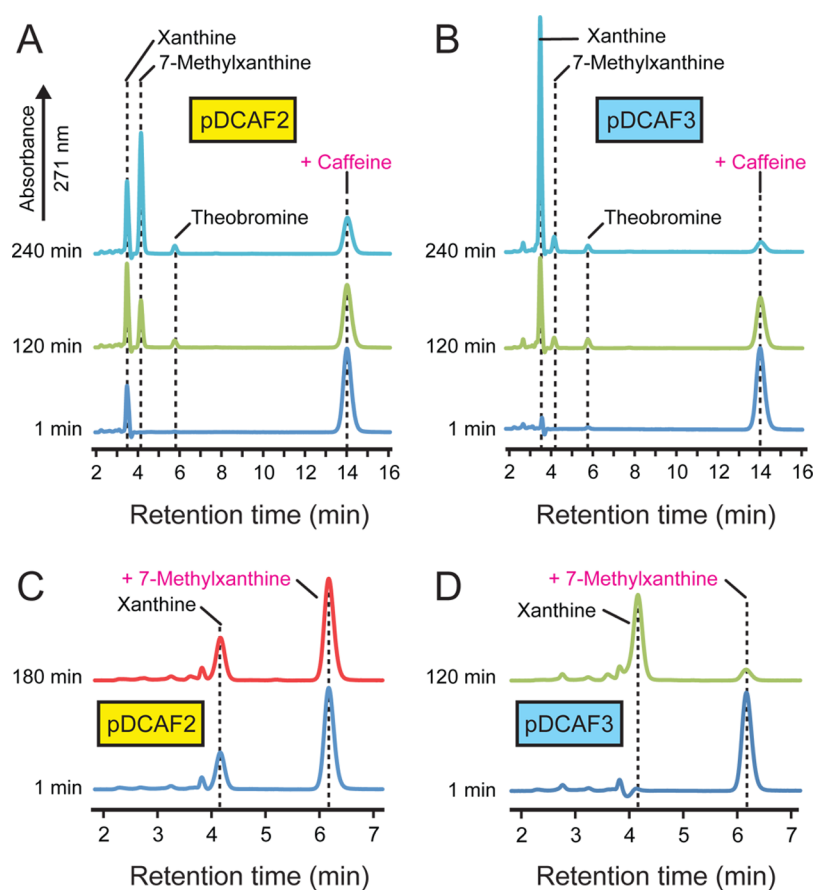 A
Xanthine
7-Methylxanthine
Absorbance
271 nm
pDCAF2
+ Caffeine
Theobromine
240 min
120 min
1 min
2 4 6 8 10 12 14 16
Retention time (min)
B
Xanthine
7-Methylxanthine
pDCAF3
+ Caffeine
Theobromine
240 min
120 min
1 min
2 4 6 8 10 12 14 16
Retention time (min)
C
+ 7-Methylxanthine
Xanthine
180 min
pDCAF2
1 min
2 3 4 5 6 7
Retention time (min)
D
+ 7-Methylxanthine
Xanthine
120 min
pDCAF3
1 min
2 3 4 5 6 7
Retention time (min)